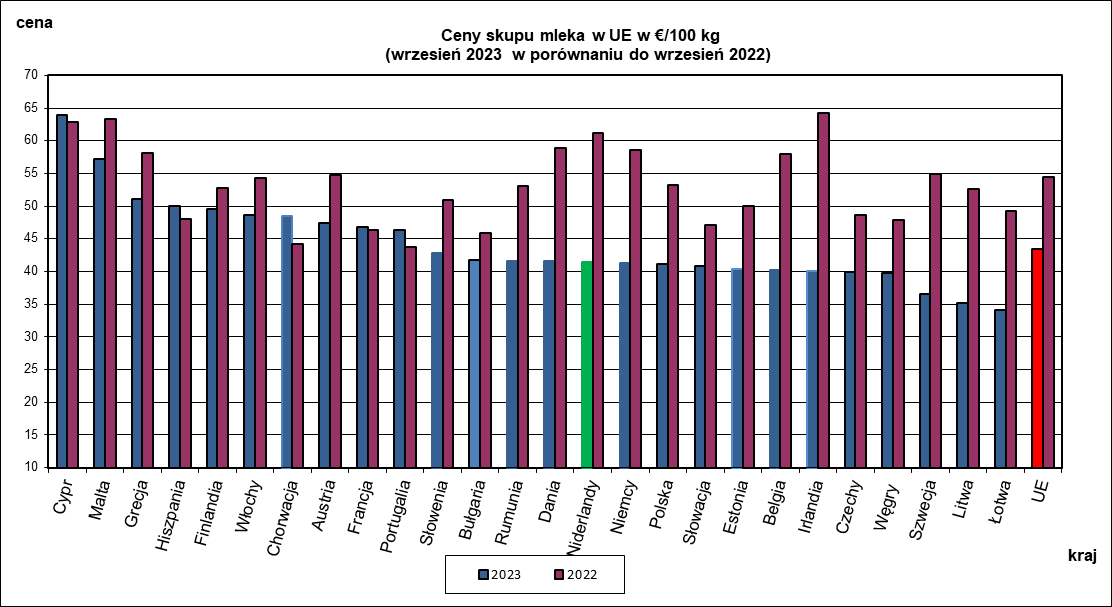 cena
Ceny skupu mleka w UE w €/100 kg
(wrzesień 2023 w porównaniu do wrzesień 2022)
70
65
60
55
50
45
40
35
30
25
20
15
10
Cypr
Malta
Grecja
Hiszpania
Finlandia
Włochy
Chorwacja
Austria
Francja
Portugalia
Słowenia
Bułgaria
Rumunia
Dania
Niderlandy
Niemcy
Polska
Słowacja
Estonia
Belgia
Irlandia
Czechy
Węgry
Szwecja
Litwa
Łotwa
UE
kraj
2023 2022